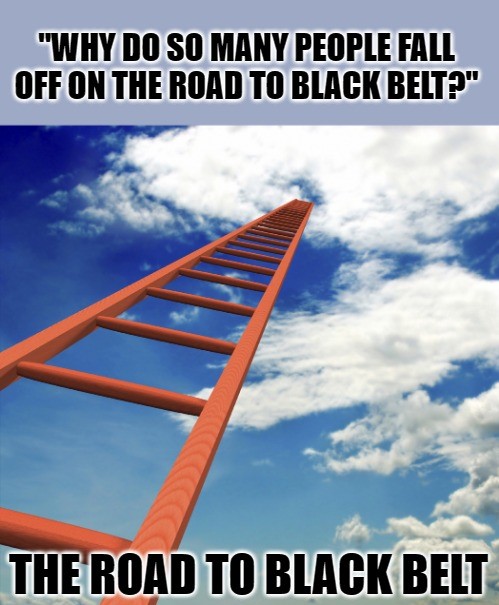 "WHY DO SO MANY PEOPLE FALL
OFF ON THE ROAD TO BLACK BELT?"
THE ROAD TO BLACK BELT